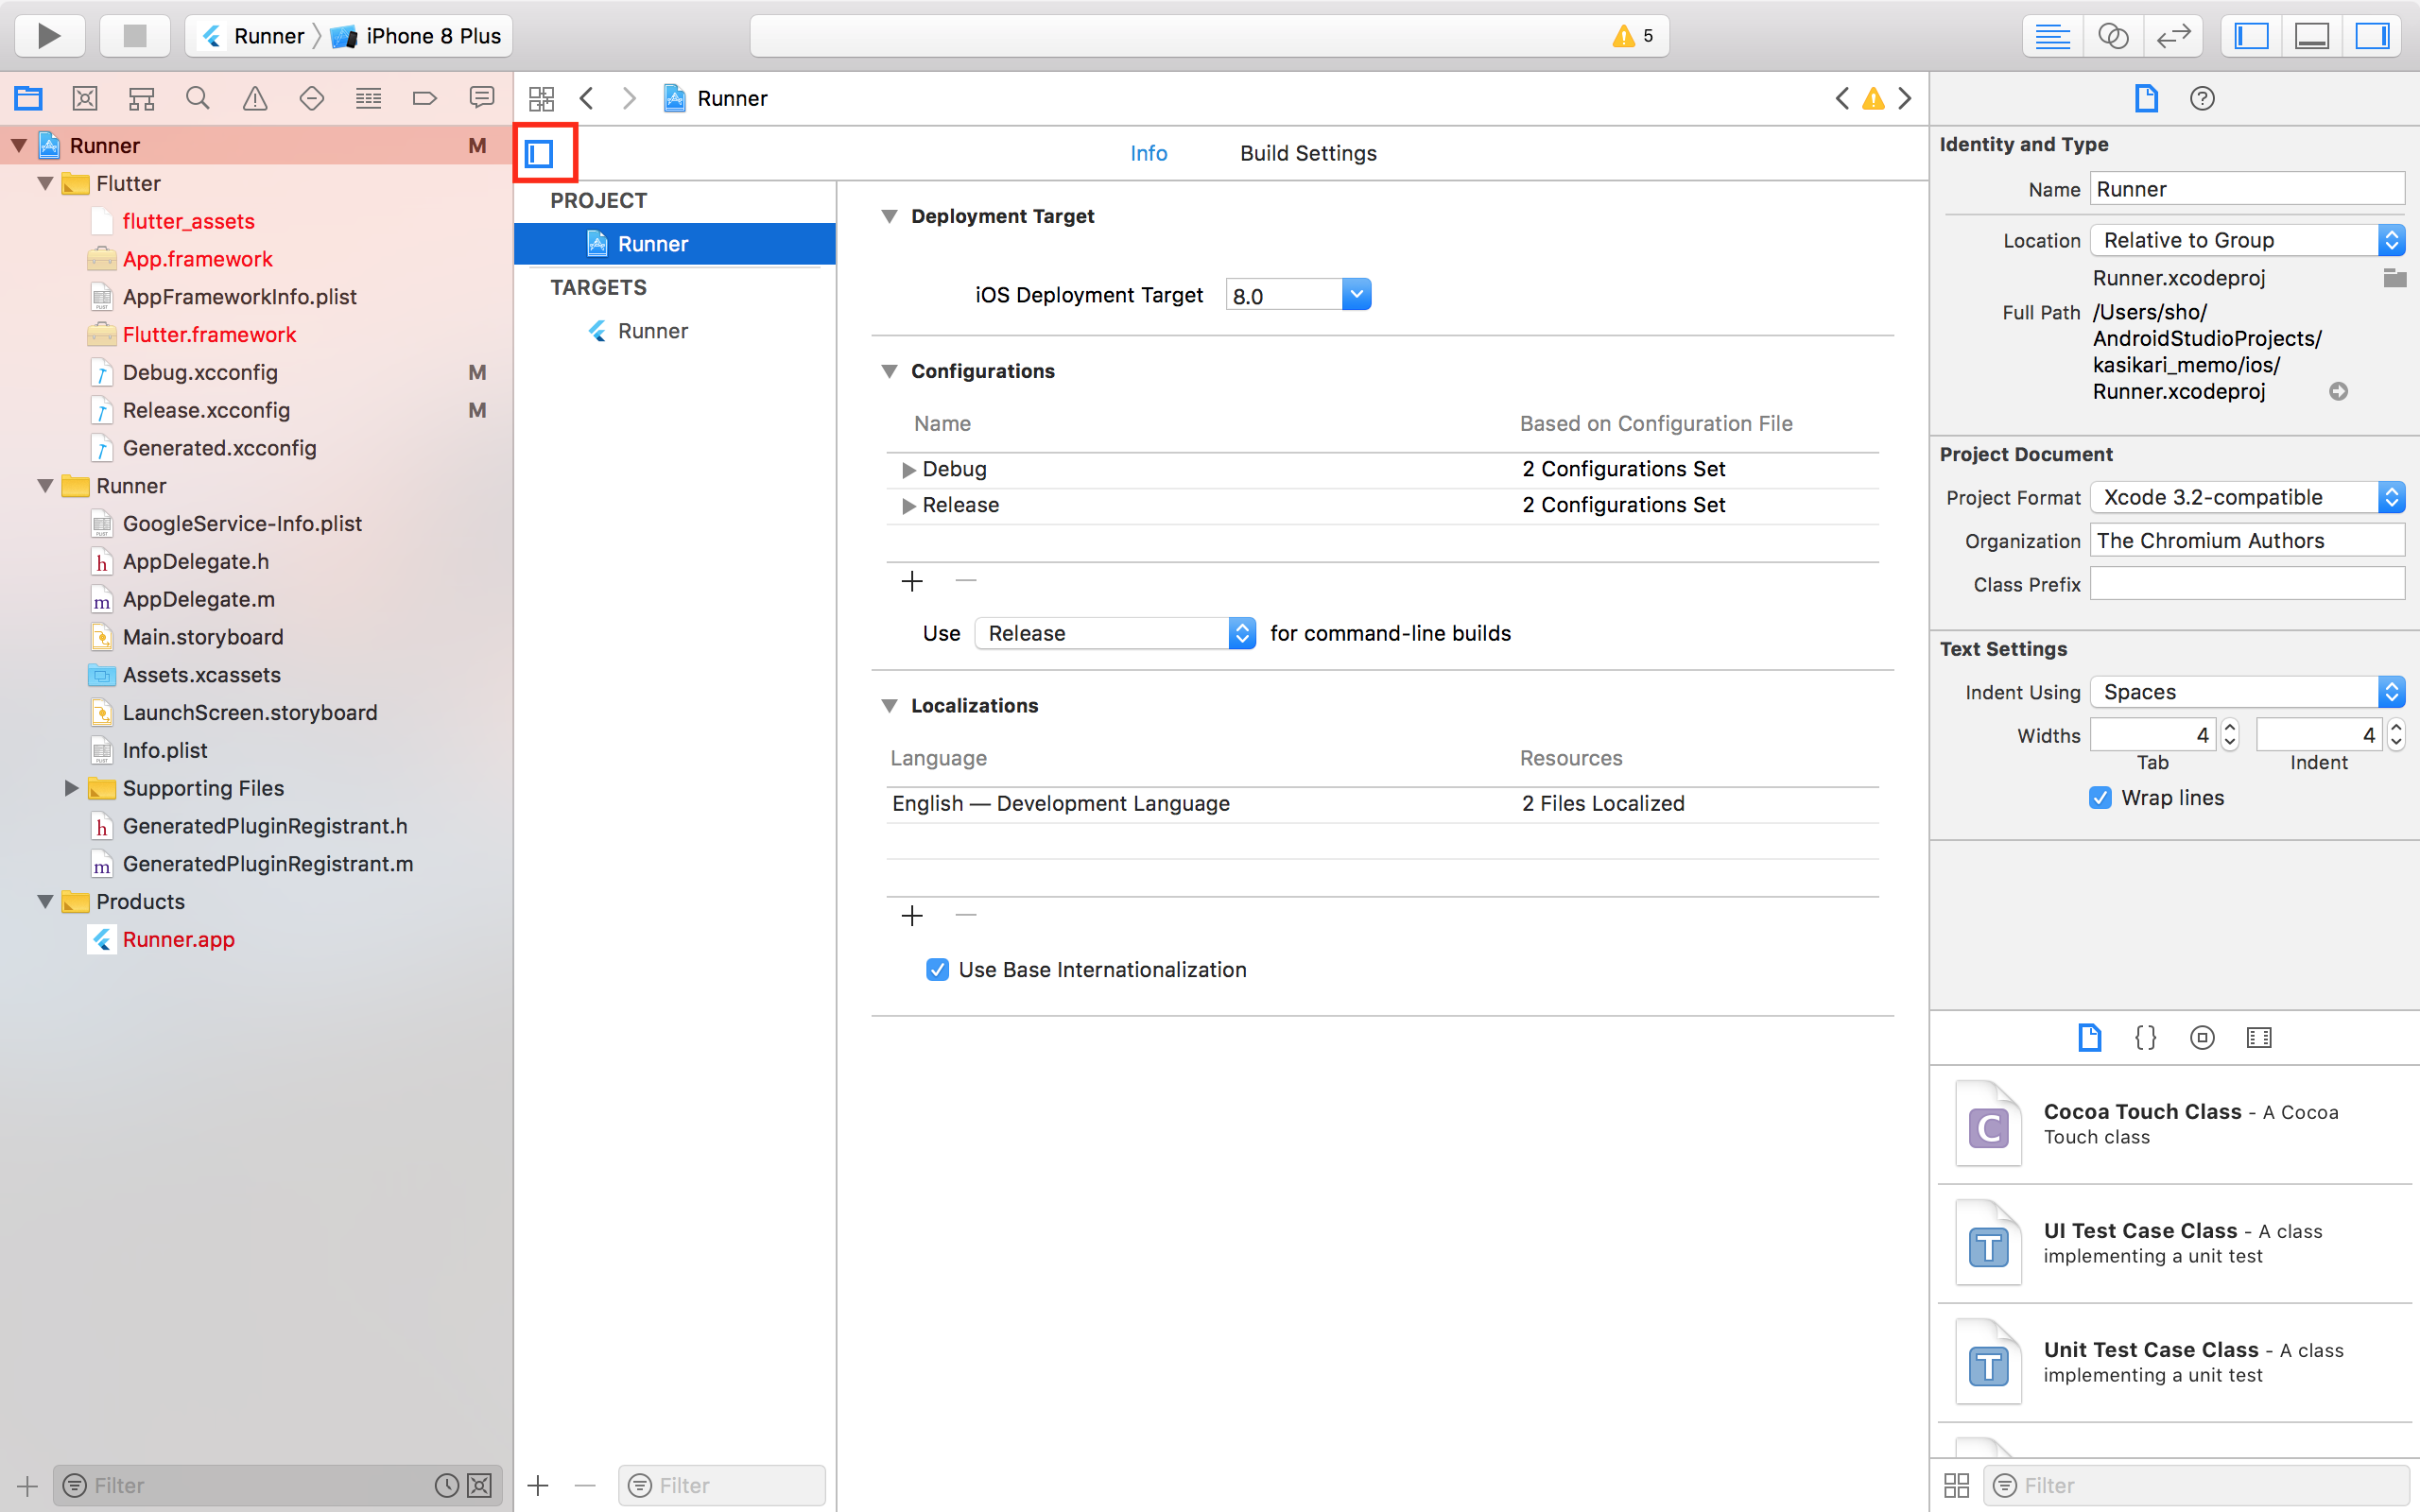 Runner
iPhone 8 Plus
5
Runner M
Flutter
flutter_assets
App.framework
AppFrameworkInfo.plist
Flutter.framework
Debug.xcconfig M
Release.xcconfig M
Generated.xcconfig
Runner
GoogleService-Info.plist
AppDelegate.h
AppDelegate.m
Main.storyboard
Assets.xcassets
LaunchScreen.storyboard
Info.plist
Supporting Files
GeneratedPluginRegistrant.h
GeneratedPluginRegistrant.m
Products
Runner.app
Filter
Runner
Info Build Settings
PROJECT
Runner
TARGETS
Runner
Filter
Deployment Target
iOS Deployment Target 8.0
Configurations
Name Based on Configuration File
Debug 2 Configurations Set
Release 2 Configurations Set
Use Release for command-line builds
Localizations
Language Resources
English — Development Language 2 Files Localized
Use Base Internationalization
Identity and Type
Name Runner
Location Relative to Group
Runner.xcodeproj
Full Path /Users/sho/
AndroidStudioProjects/
kasikari_memo/ios/
Runner.xcodeproj
Project Document
Project Format Xcode 3.2-compatible
Organization The Chromium Authors
Class Prefix
Text Settings
Indent Using Spaces
Widths 4 4
Tab Indent
Wrap lines
Cocoa Touch Class - A Cocoa
Touch class
UI Test Case Class - A class
implementing a unit test
Unit Test Case Class - A class
implementing a unit test
Filter